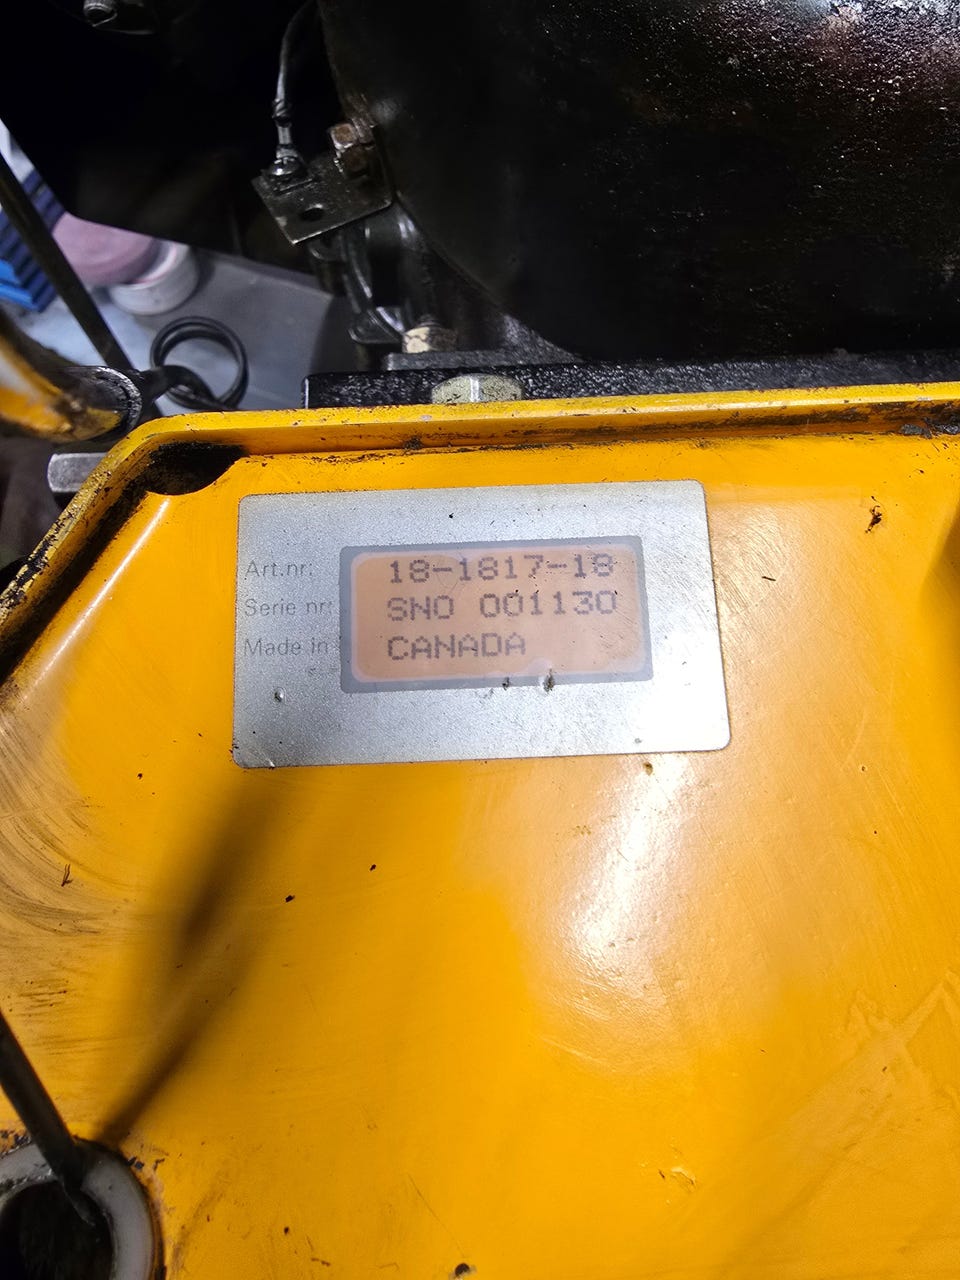 Art.nr: 18-1817-18
Serie nr: SNO 001130
Made in CANADA